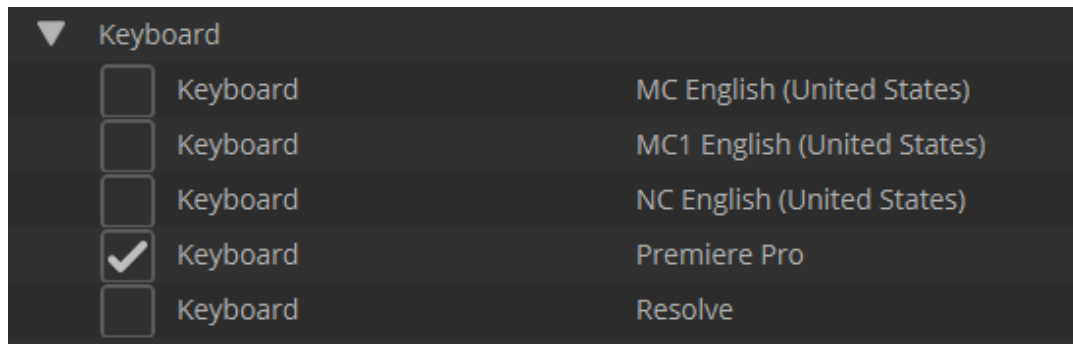 Keyboard
Keyboard MC English (United States)
Keyboard MC1 English (United States)
Keyboard NC English (United States)
Keyboard Premiere Pro
Keyboard Resolve